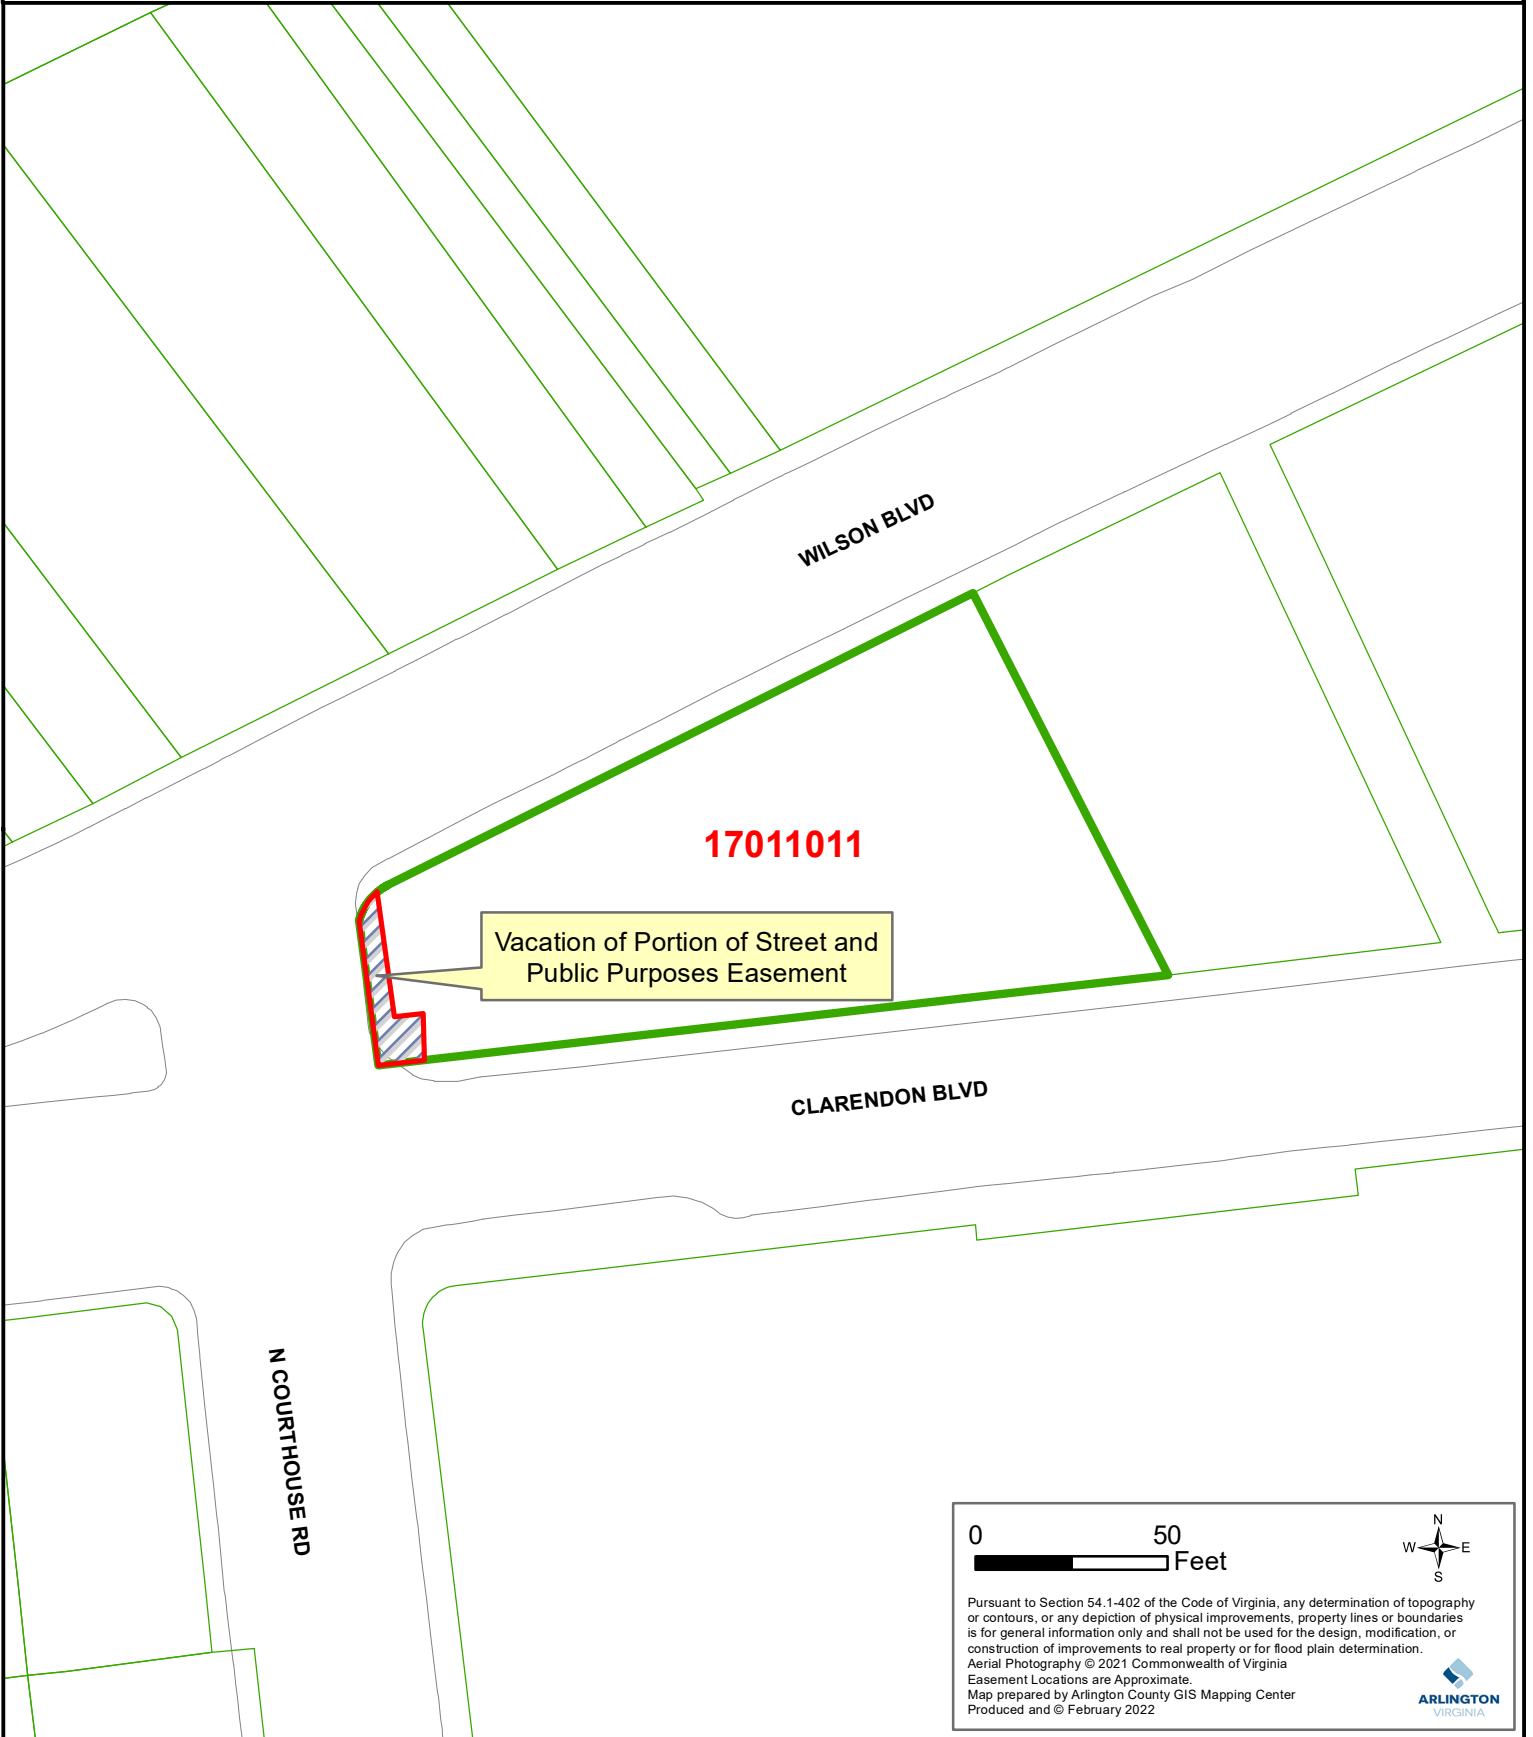 WILSON BLVD
17011011
Vacation of Portion of Street and
Public Purposes Easement
CLARENDON BLVD
N COURTHOUSE RD
0 50
Feet
N
W E
S
Pursuant to Section 54.1-402 of the Code of Virginia, any determination of topography
or contours, or any depiction of physical improvements, property lines or boundaries
is for general information only and shall not be used for the design, modification, or
construction of improvements to real property or for flood plain determination.
Aerial Photography © 2021 Commonwealth of Virginia
Easement Locations are Approximate.
Map prepared by Arlington County GIS Mapping Center
Produced and © February 2022
ARLINGTON
VIRGINIA